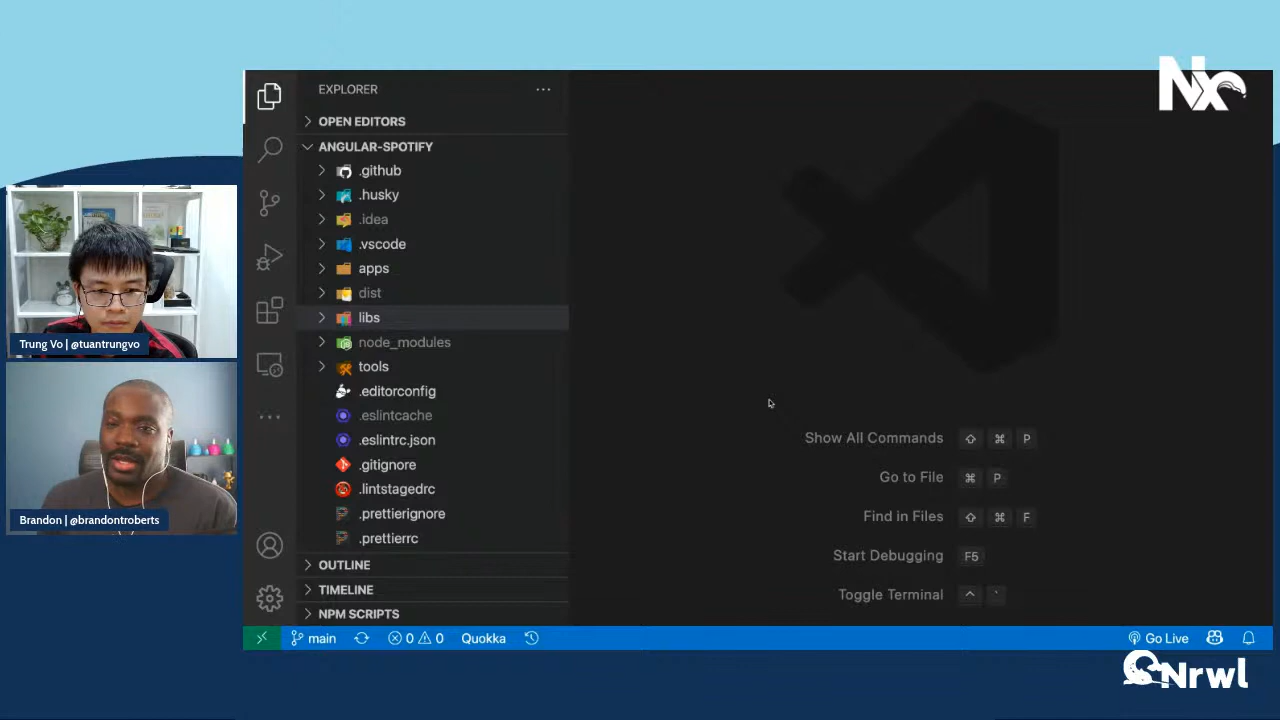 Nx
EXPLORER
OPEN EDITORS
ANGULAR-SPOTIFY
.github
.husky
.idea
.vscode
apps
dist
libs
node_modules
tools
.editorconfig
.eslintcache
.eslintrc.json
.gitignore
.lintstagedrc
.prettierignore
.prettierrc
OUTLINE
TIMELINE
NPM SCRIPTS
Show All Commands ⇧ ⌘ P
Go to File ⌘ P
Find in Files ⇧ ⌘ F
Start Debugging F5
Toggle Terminal ^ `
main 0 0 Quokka Go Live
Trung Vo | @tuantrungvo
Brandon | @brandontroberts
Nrwl